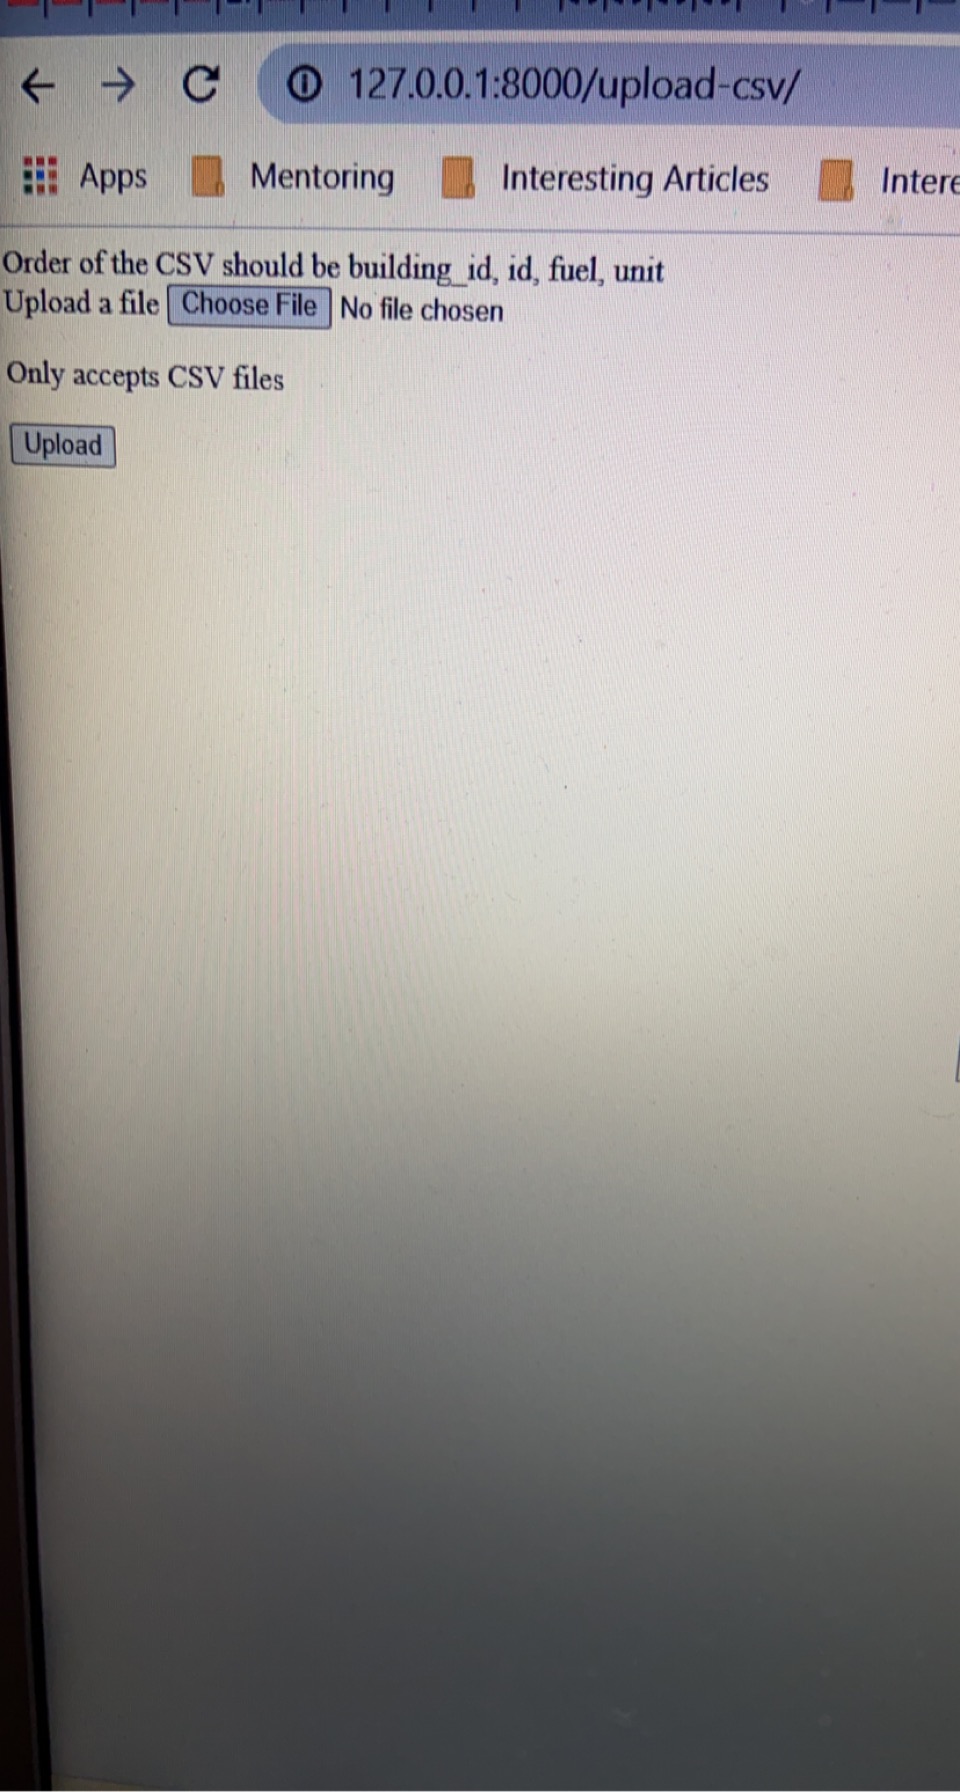 127.0.0.1:8000/upload-csv/
Apps Mentoring Interesting Articles Intere
Order of the CSV should be building_id, id, fuel, unit
Upload a file Choose File No file chosen
Only accepts CSV files
Upload